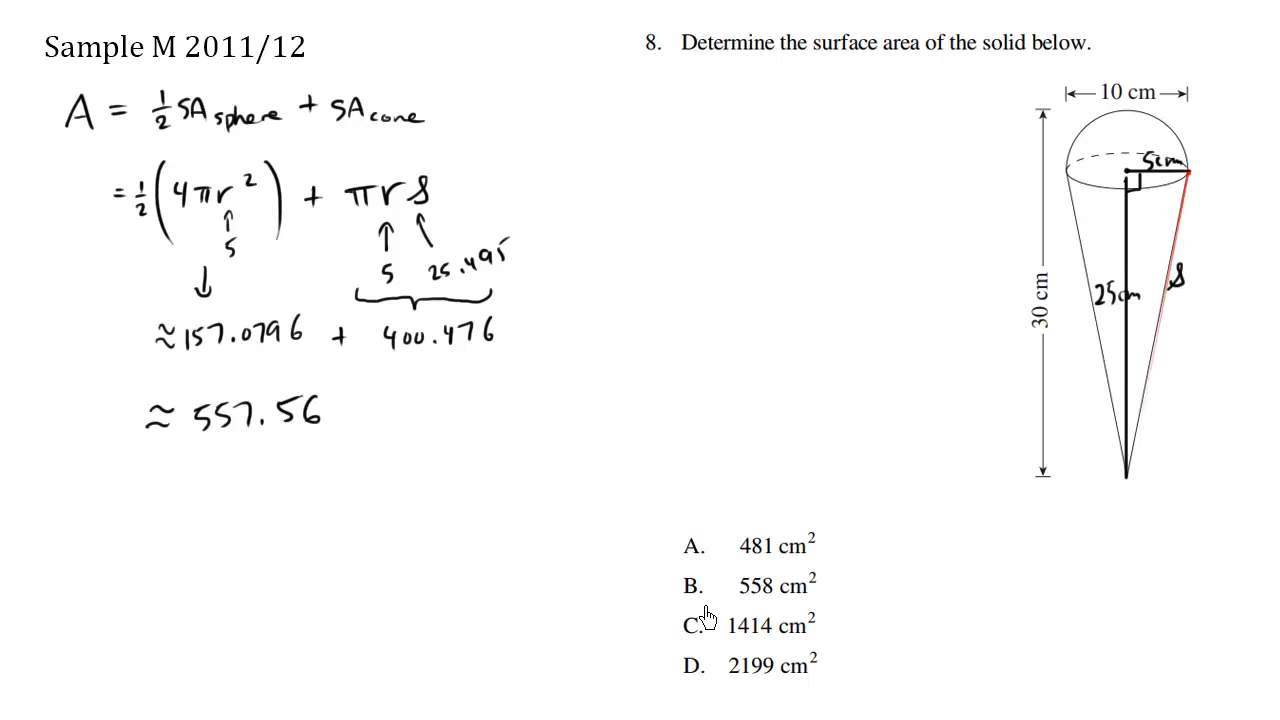 Sample M 2011/12
A = 1/2 SA sphere + SA cone
= 1/2 (4πr²) + πrs
↑ 5
↑ 5 25.495
≈ 157.0796 + 400.476
≈ 557.56
8. Determine the surface area of the solid below.
10 cm
5cm
30 cm
25cm
s
A. 481 cm²
B. 558 cm²
C. 1414 cm²
D. 2199 cm²